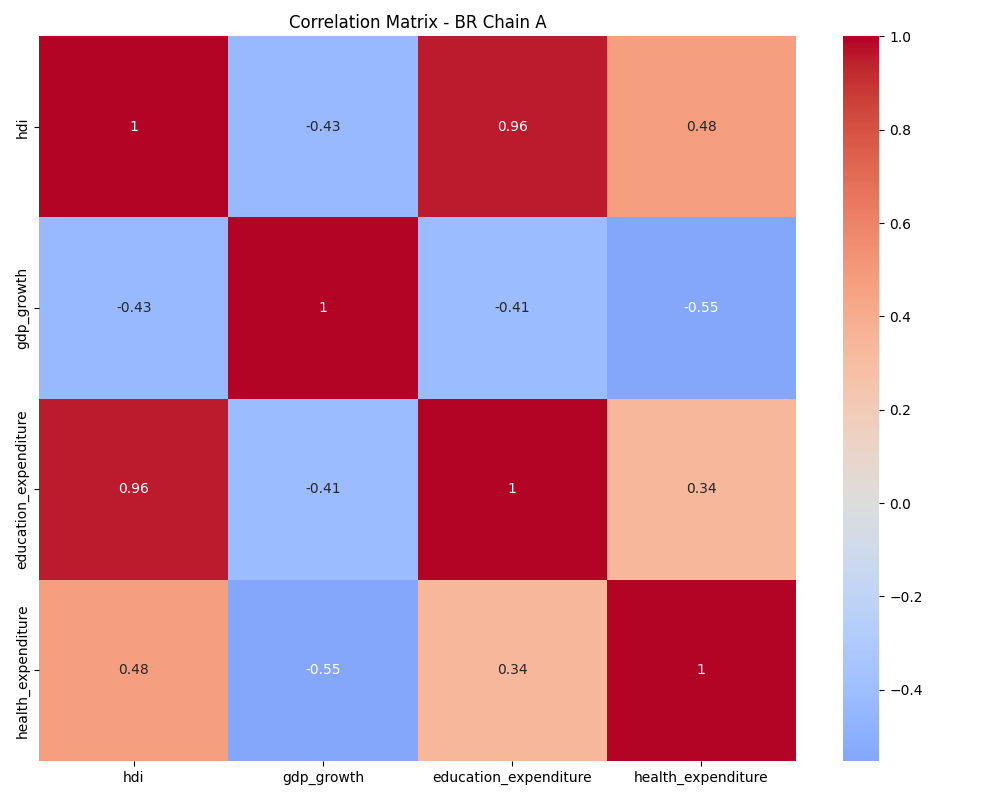 Correlation Matrix - BR Chain A
hdi
1
-0.43
0.96
0.48
gdp_growth
-0.43
1
-0.41
-0.55
education_expenditure
0.96
-0.41
1
0.34
health_expenditure
0.48
-0.55
0.34
1
hdi
gdp_growth
education_expenditure
health_expenditure
1.0
0.8
0.6
0.4
0.2
0.0
−0.2
−0.4